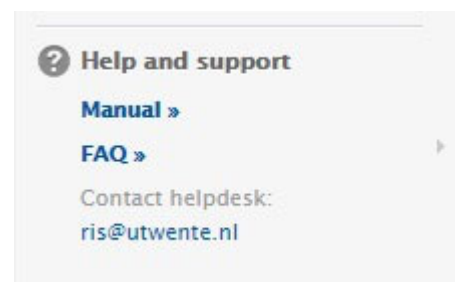 ? Help and support
Manual »
FAQ »
Contact helpdesk:
ris@utwente.nl